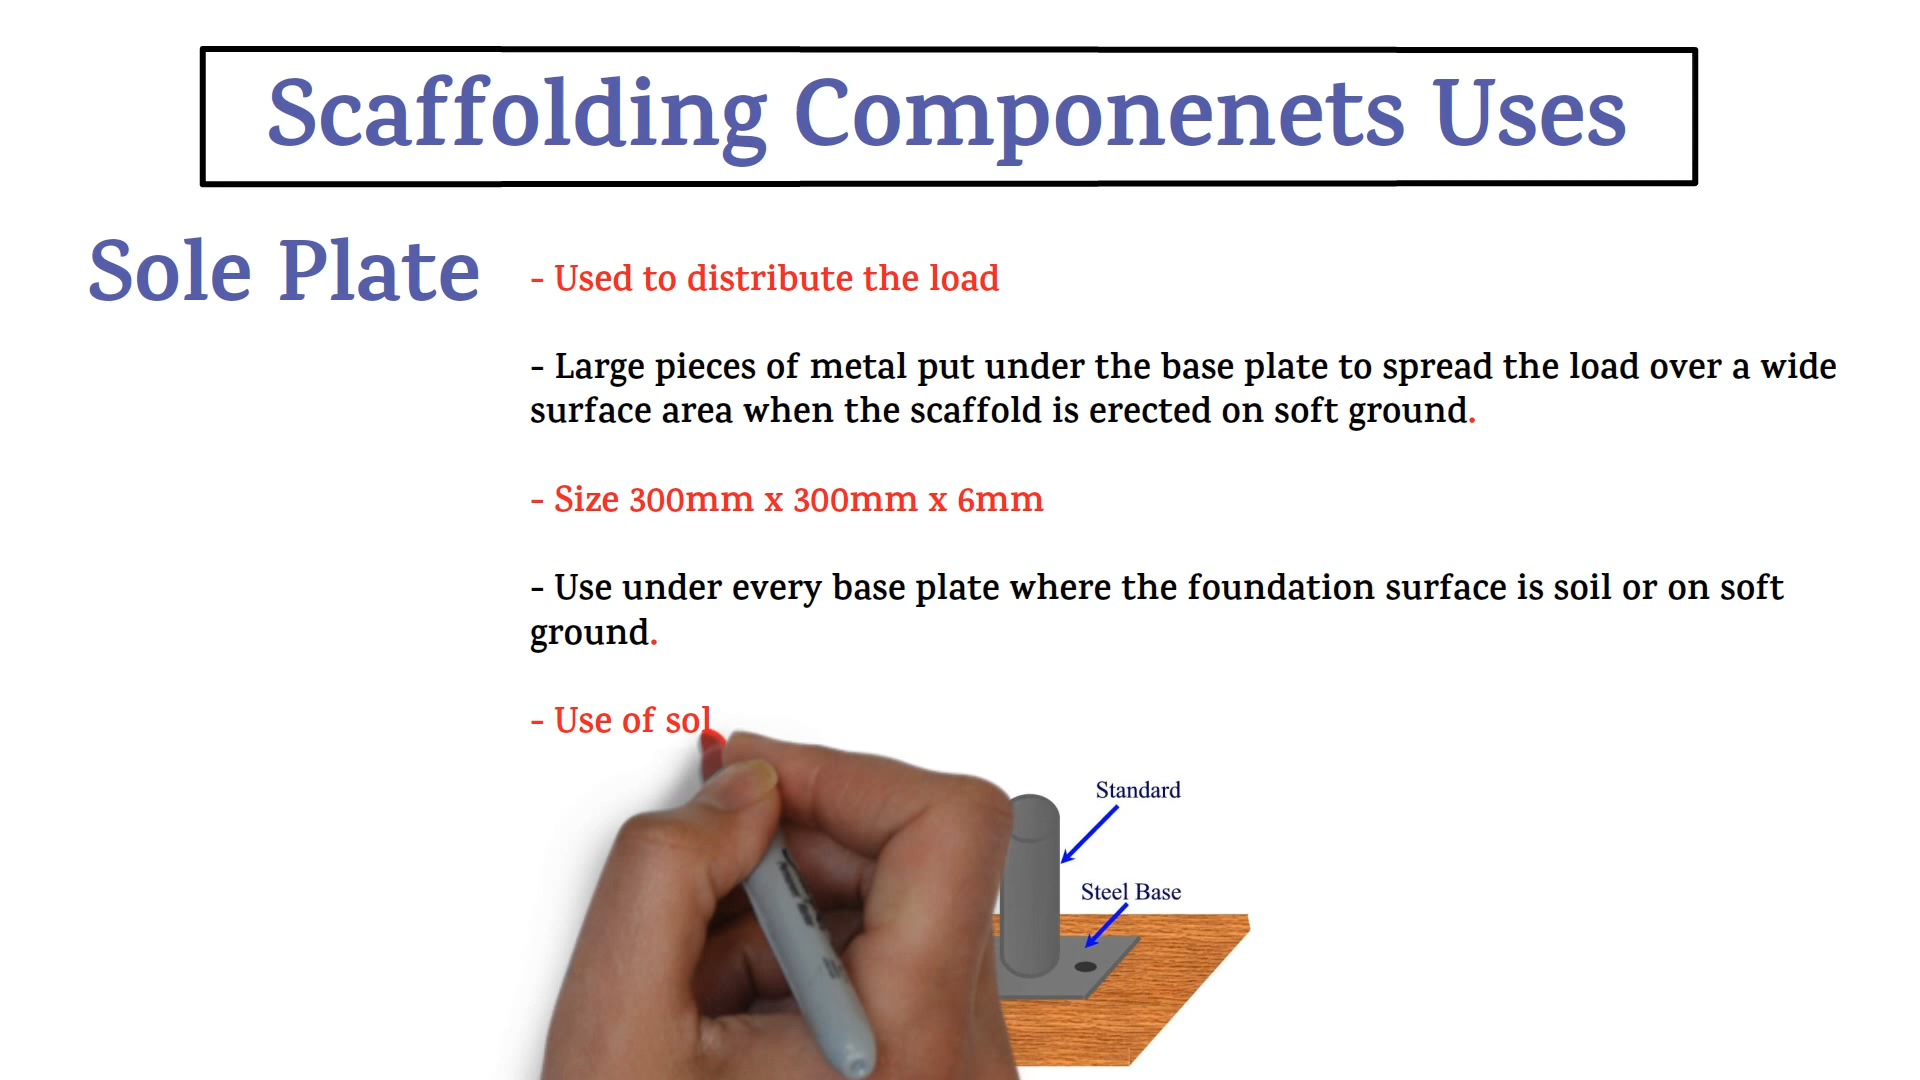 Scaffolding Componenets Uses
Sole Plate
- Used to distribute the load
- Large pieces of metal put under the base plate to spread the load over a wide
surface area when the scaffold is erected on soft ground.
- Size 300mm x 300mm x 6mm
- Use under every base plate where the foundation surface is soil or on soft
ground.
- Use of sol
Standard
Steel Base